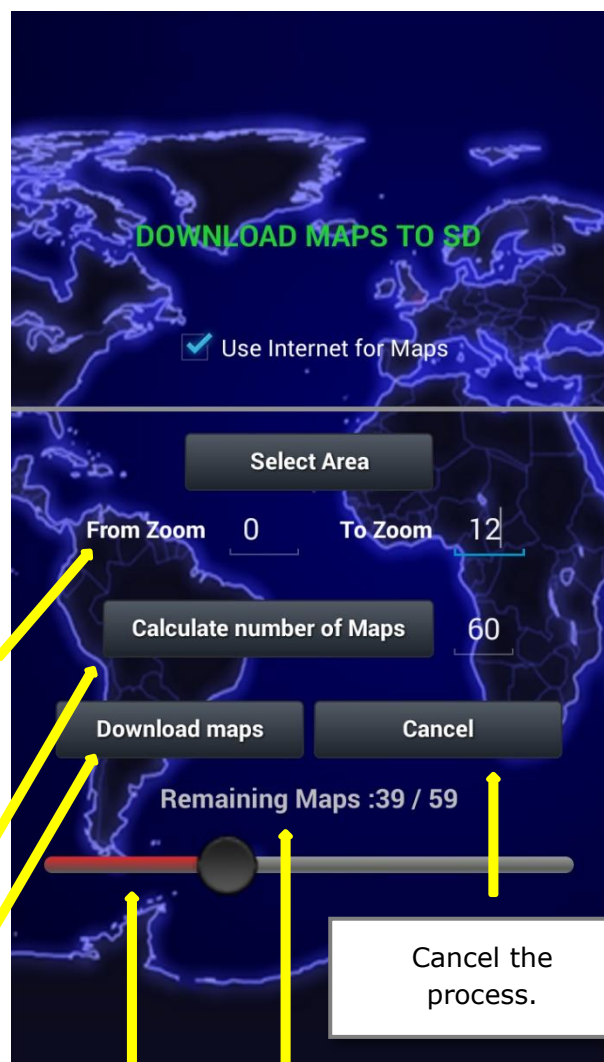 DOWNLOAD MAPS TO SD
Use Internet for Maps
Select Area
From Zoom 0 To Zoom 12
Calculate number of Maps 60
Download maps Cancel
Remaining Maps :39 / 59
Cancel the
process.